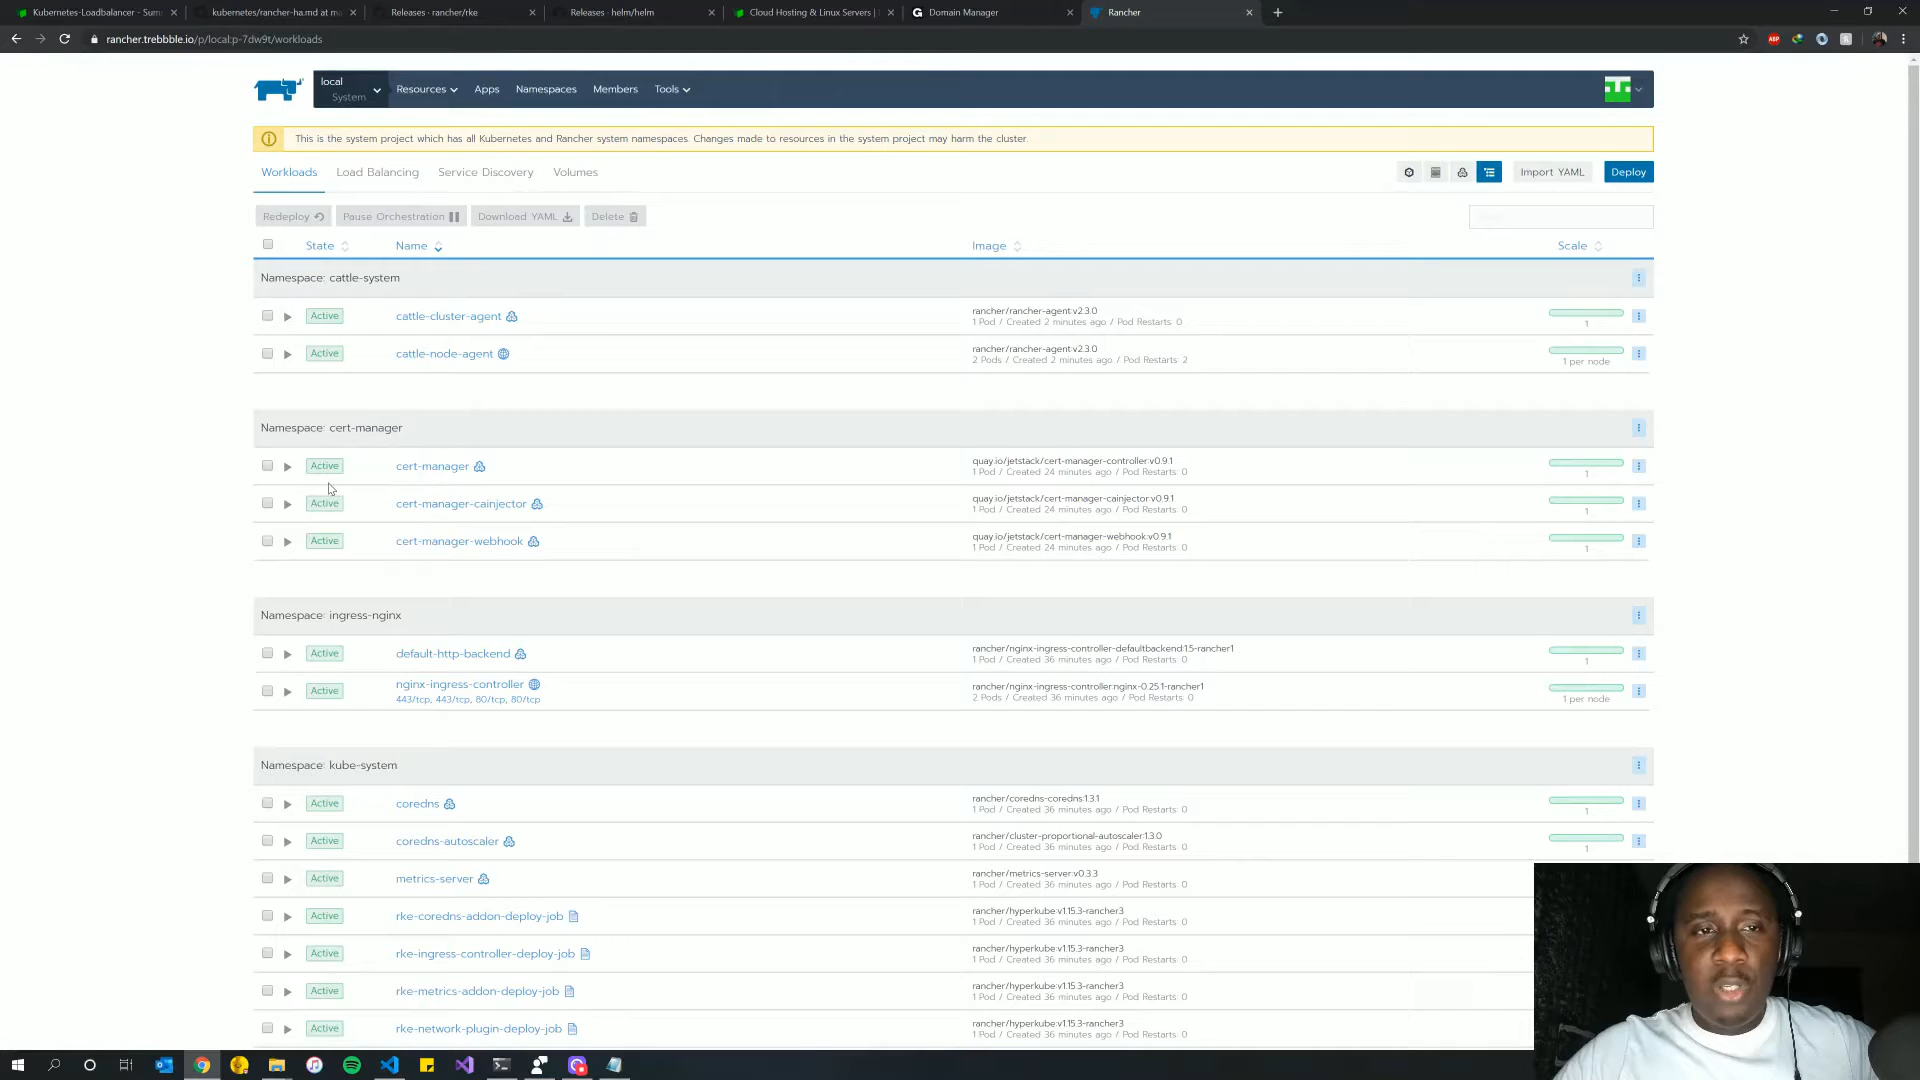 Kubernetes-Loadbalancer - Sum
kubernetes/rancher-ha.md at ma
Releases · rancher/rke
Releases · helm/helm
Cloud Hosting & Linux Servers |
Domain Manager
Rancher
rancher.trebbble.io/p/local:p-7dw9t/workloads
ABP
local
System
Resources
Apps
Namespaces
Members
Tools
This is the system project which has all Kubernetes and Rancher system namespaces. Changes made to resources in the system project may harm the cluster.
Workloads
Load Balancing
Service Discovery
Volumes
Import YAML
Deploy
Redeploy
Pause Orchestration
Download YAML
Delete
State
Name
Image
Scale
Namespace: cattle-system
Active
cattle-cluster-agent
rancher/rancher-agent:v2.3.0
1 Pod / Created 2 minutes ago / Pod Restarts: 0
1
Active
cattle-node-agent
rancher/rancher-agent:v2.3.0
2 Pods / Created 2 minutes ago / Pod Restarts: 2
1 per node
Namespace: cert-manager
Active
cert-manager
quay.io/jetstack/cert-manager-controller:v0.9.1
1 Pod / Created 24 minutes ago / Pod Restarts: 0
1
Active
cert-manager-cainjector
quay.io/jetstack/cert-manager-cainjector:v0.9.1
1 Pod / Created 24 minutes ago / Pod Restarts: 0
1
Active
cert-manager-webhook
quay.io/jetstack/cert-manager-webhook:v0.9.1
1 Pod / Created 24 minutes ago / Pod Restarts: 0
1
Namespace: ingress-nginx
Active
default-http-backend
rancher/nginx-ingress-controller-defaultbackend:1.5-rancher1
1 Pod / Created 36 minutes ago / Pod Restarts: 0
1
Active
nginx-ingress-controller
443/tcp, 443/tcp, 80/tcp, 80/tcp
rancher/nginx-ingress-controller:nginx-0.25.1-rancher1
2 Pods / Created 36 minutes ago / Pod Restarts: 0
1 per node
Namespace: kube-system
Active
coredns
rancher/coredns-coredns:1.3.1
1 Pod / Created 36 minutes ago / Pod Restarts: 0
1
Active
coredns-autoscaler
rancher/cluster-proportional-autoscaler:1.3.0
1 Pod / Created 36 minutes ago / Pod Restarts: 0
1
Active
metrics-server
rancher/metrics-server:v0.3.3
1 Pod / Created 36 minutes ago / Pod Restarts: 0
Active
rke-coredns-addon-deploy-job
rancher/hyperkube:v1.15.3-rancher3
1 Pod / Created 36 minutes ago / Pod Restarts: 0
Active
rke-ingress-controller-deploy-job
rancher/hyperkube:v1.15.3-rancher3
1 Pod / Created 36 minutes ago / Pod Restarts: 0
Active
rke-metrics-addon-deploy-job
rancher/hyperkube:v1.15.3-rancher3
1 Pod / Created 36 minutes ago / Pod Restarts: 0
Active
rke-network-plugin-deploy-job
rancher/hyperkube:v1.15.3-rancher3
1 Pod / Created 36 minutes ago / Pod Restarts: 0